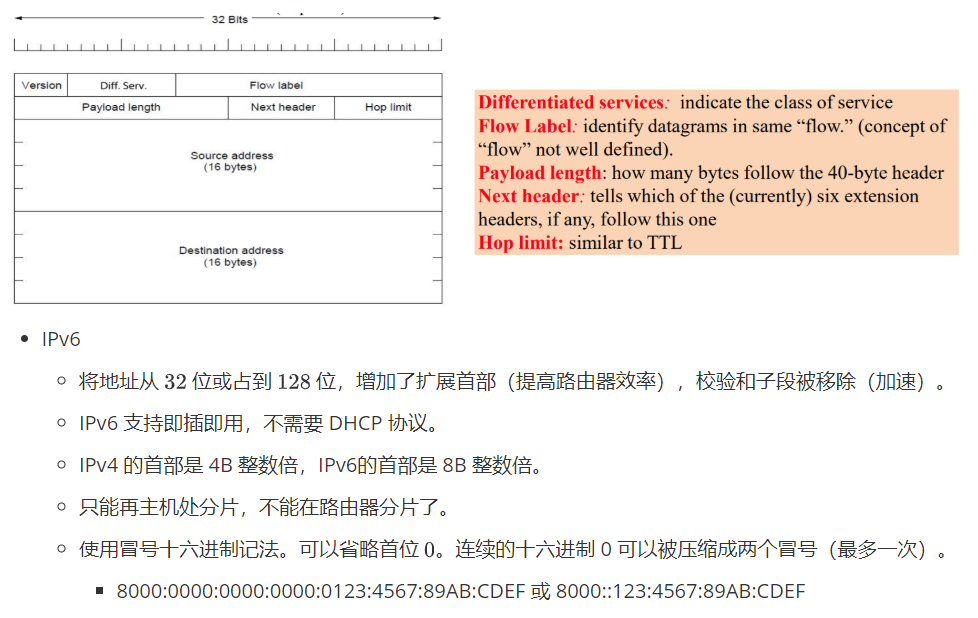 32 Bits
Version Diff. Serv. Flow label
Payload length Next header Hop limit
Source address
(16 bytes)
Destination address
(16 bytes)
Differentiated services: indicate the class of service
Flow Label: identify datagrams in same “flow.” (concept of
“flow” not well defined).
Payload length: how many bytes follow the 40-byte header
Next header: tells which of the (currently) six extension
headers, if any, follow this one
Hop limit: similar to TTL
IPv6
将地址从 32 位或占到 128 位，增加了扩展首部（提高路由器效率），校验和子段被移除（加速）。
IPv6 支持即插即用，不需要 DHCP 协议。
IPv4 的首部是 4B 整数倍，IPv6的首部是 8B 整数倍。
只能再主机处分片，不能在路由器分片了。
使用冒号十六进制记法。可以省略首位 0。连续的十六进制 0 可以被压缩成两个冒号（最多一次）。
8000:0000:0000:0000:0123:4567:89AB:CDEF 或 8000::123:4567:89AB:CDEF